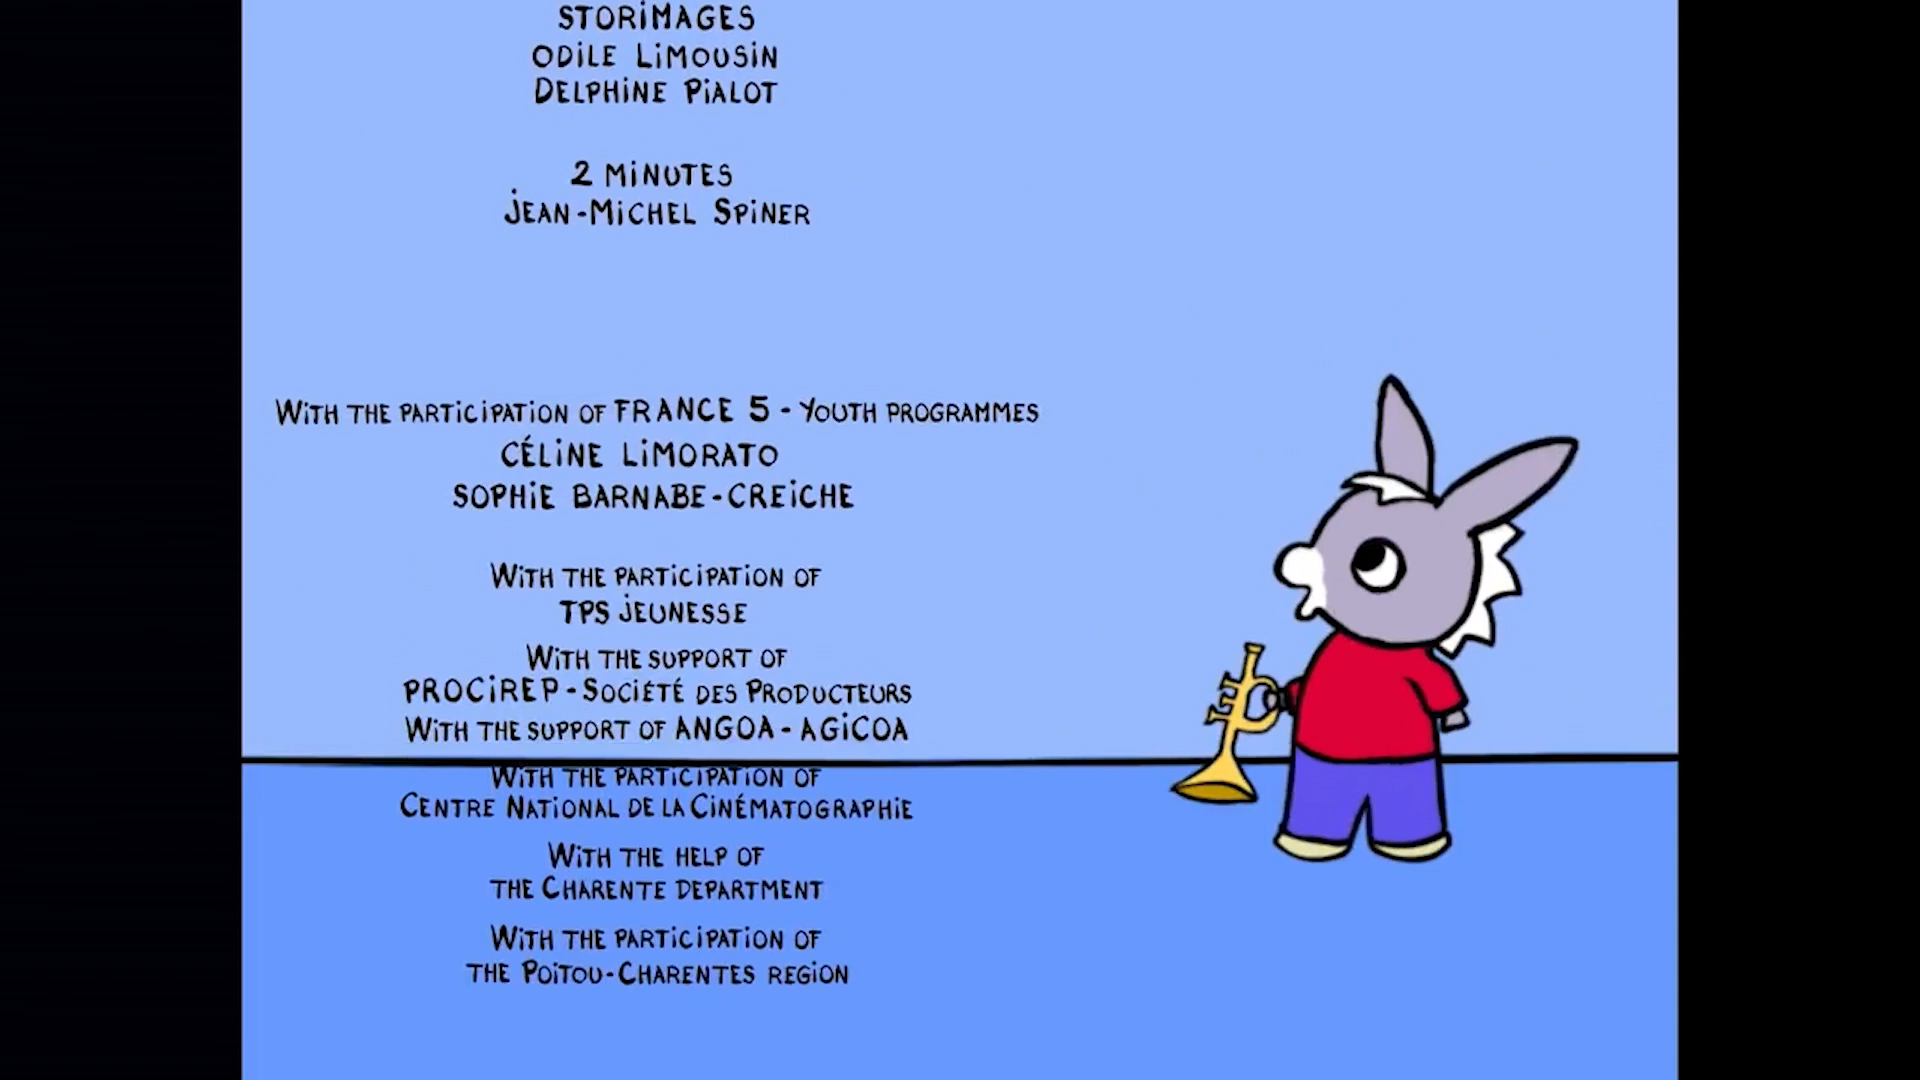 STORiMAGES
ODiLE LiMOUSiN
DELPHiNE PiALOT
2 MiNUTES
jEAN-MiCHEL SPiNER
WiTH THE PARTiCiPATiON OF FRANCE 5 - YOUTH PROGRAMMES
CÉLiNE LiMORATO
SOPHiE BARNABE-CREiCHE
WiTH THE PARTiCiPATiON OF
TPS jEUNESSE
WiTH THE SUPPORT OF
PROCiREP - SOCiÉTÉ DES PRODUCTEURS
WiTH THE SUPPORT OF ANGOA - AGiCOA
WiTH THE PARTiCiPATiON OF
CENTRE NATiONAL DE LA CiNÉMATOGRAPHiE
WiTH THE HELP OF
THE CHARENTE DEPARTMENT
WiTH THE PARTiCiPATiON OF
THE POiTOU-CHARENTES REGiON